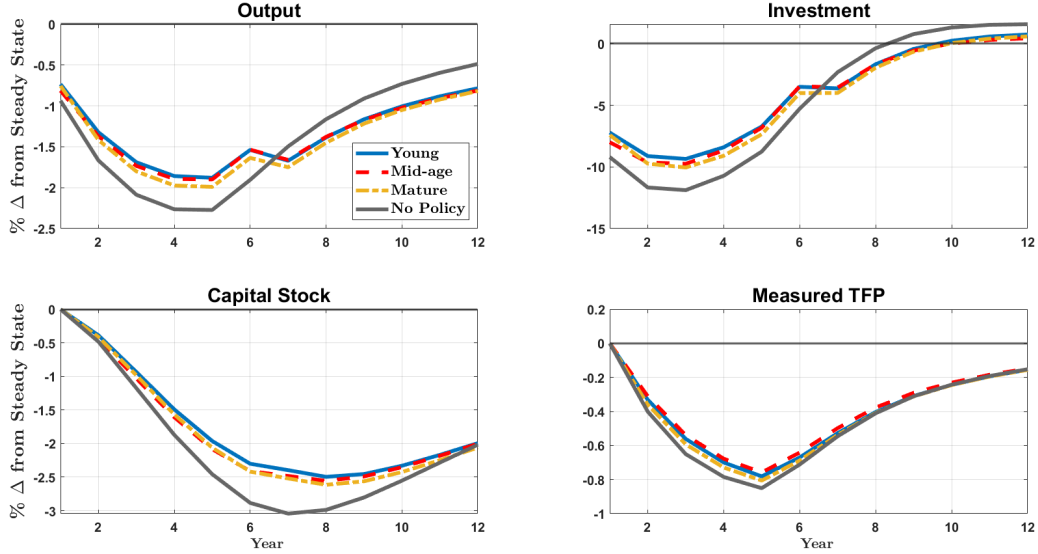 Output
% Δ from Steady State
0
-0.5
-1
-1.5
-2
-2.5
2 4 6 8 10 12
Young
Mid-age
Mature
No Policy
Investment
0
-5
-10
-15
2 4 6 8 10 12
Capital Stock
% Δ from Steady State
0
-0.5
-1
-1.5
-2
-2.5
-3
2 4 6 8 10 12
Year
Measured TFP
0.2
0
-0.2
-0.4
-0.6
-0.8
-1
2 4 6 8 10 12
Year